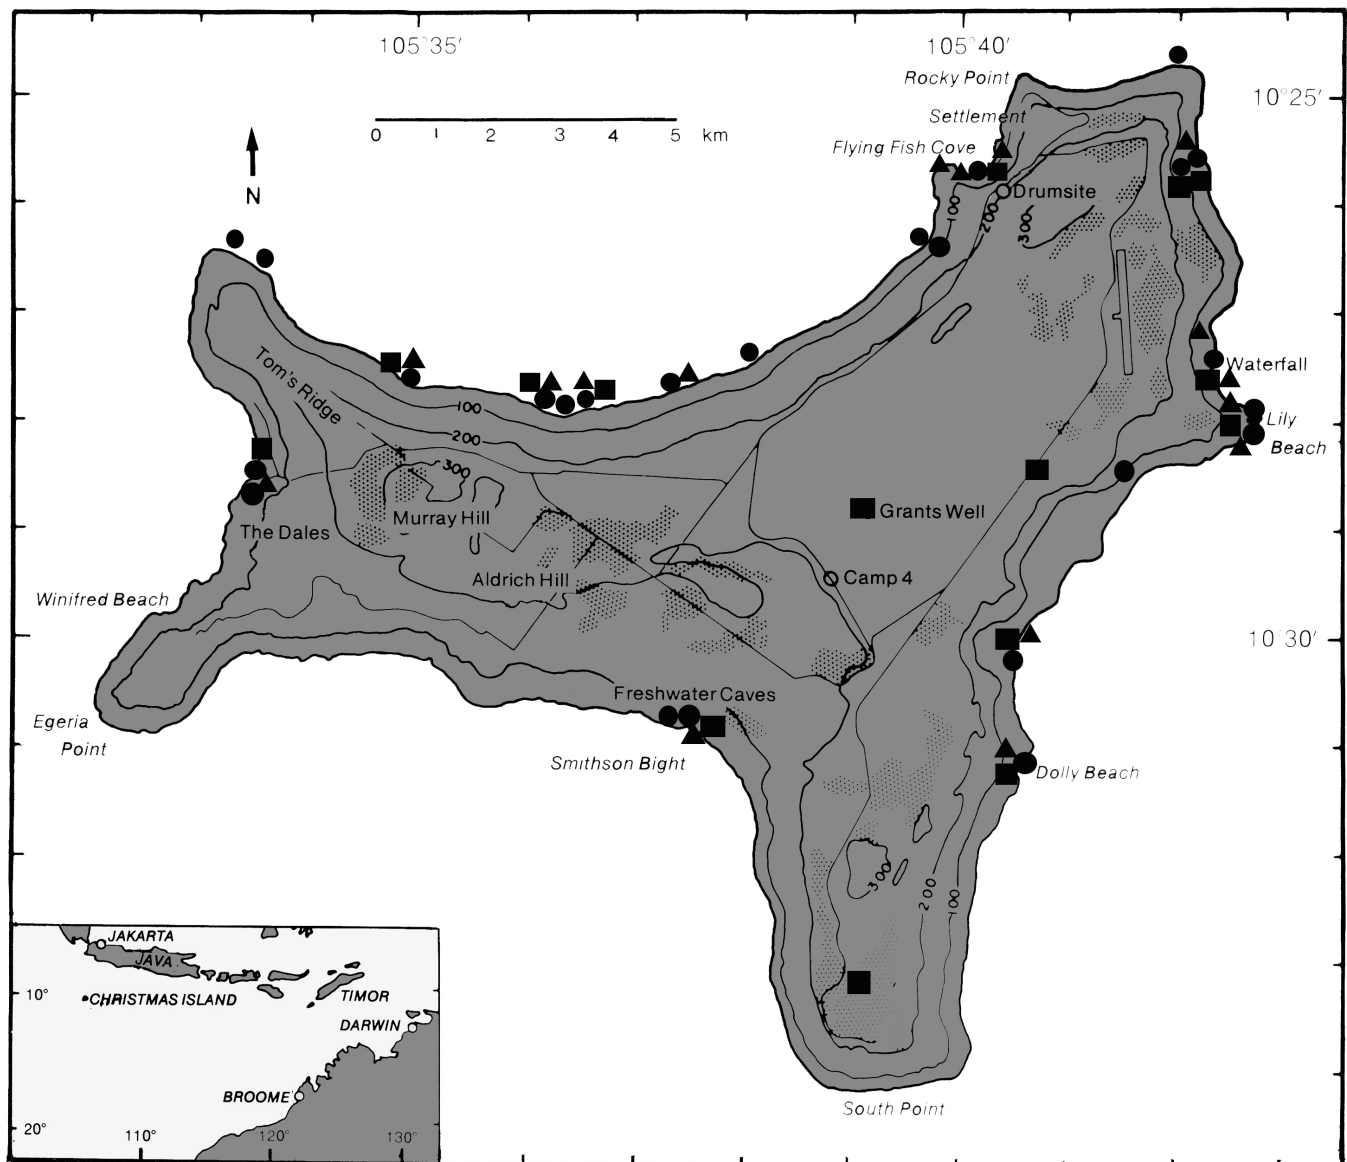 105°35′
105°40′
Rocky Point
10°25′
Settlement
0 1 2 3 4 5 km
Flying Fish Cove
N
Drumsite
100
200
300
Tom's Ridge
Waterfall
100
Lily
Beach
200
300
Murray Hill
Grants Well
The Dales
Aldrich Hill
Camp 4
Winifred Beach
10°30′
Freshwater Caves
Egeria
Point
Smithson Bight
Dolly Beach
300
200
100
JAKARTA
JAVA
10°
CHRISTMAS ISLAND
TIMOR
DARWIN
BROOME
South Point
20°
110°
120°
130°